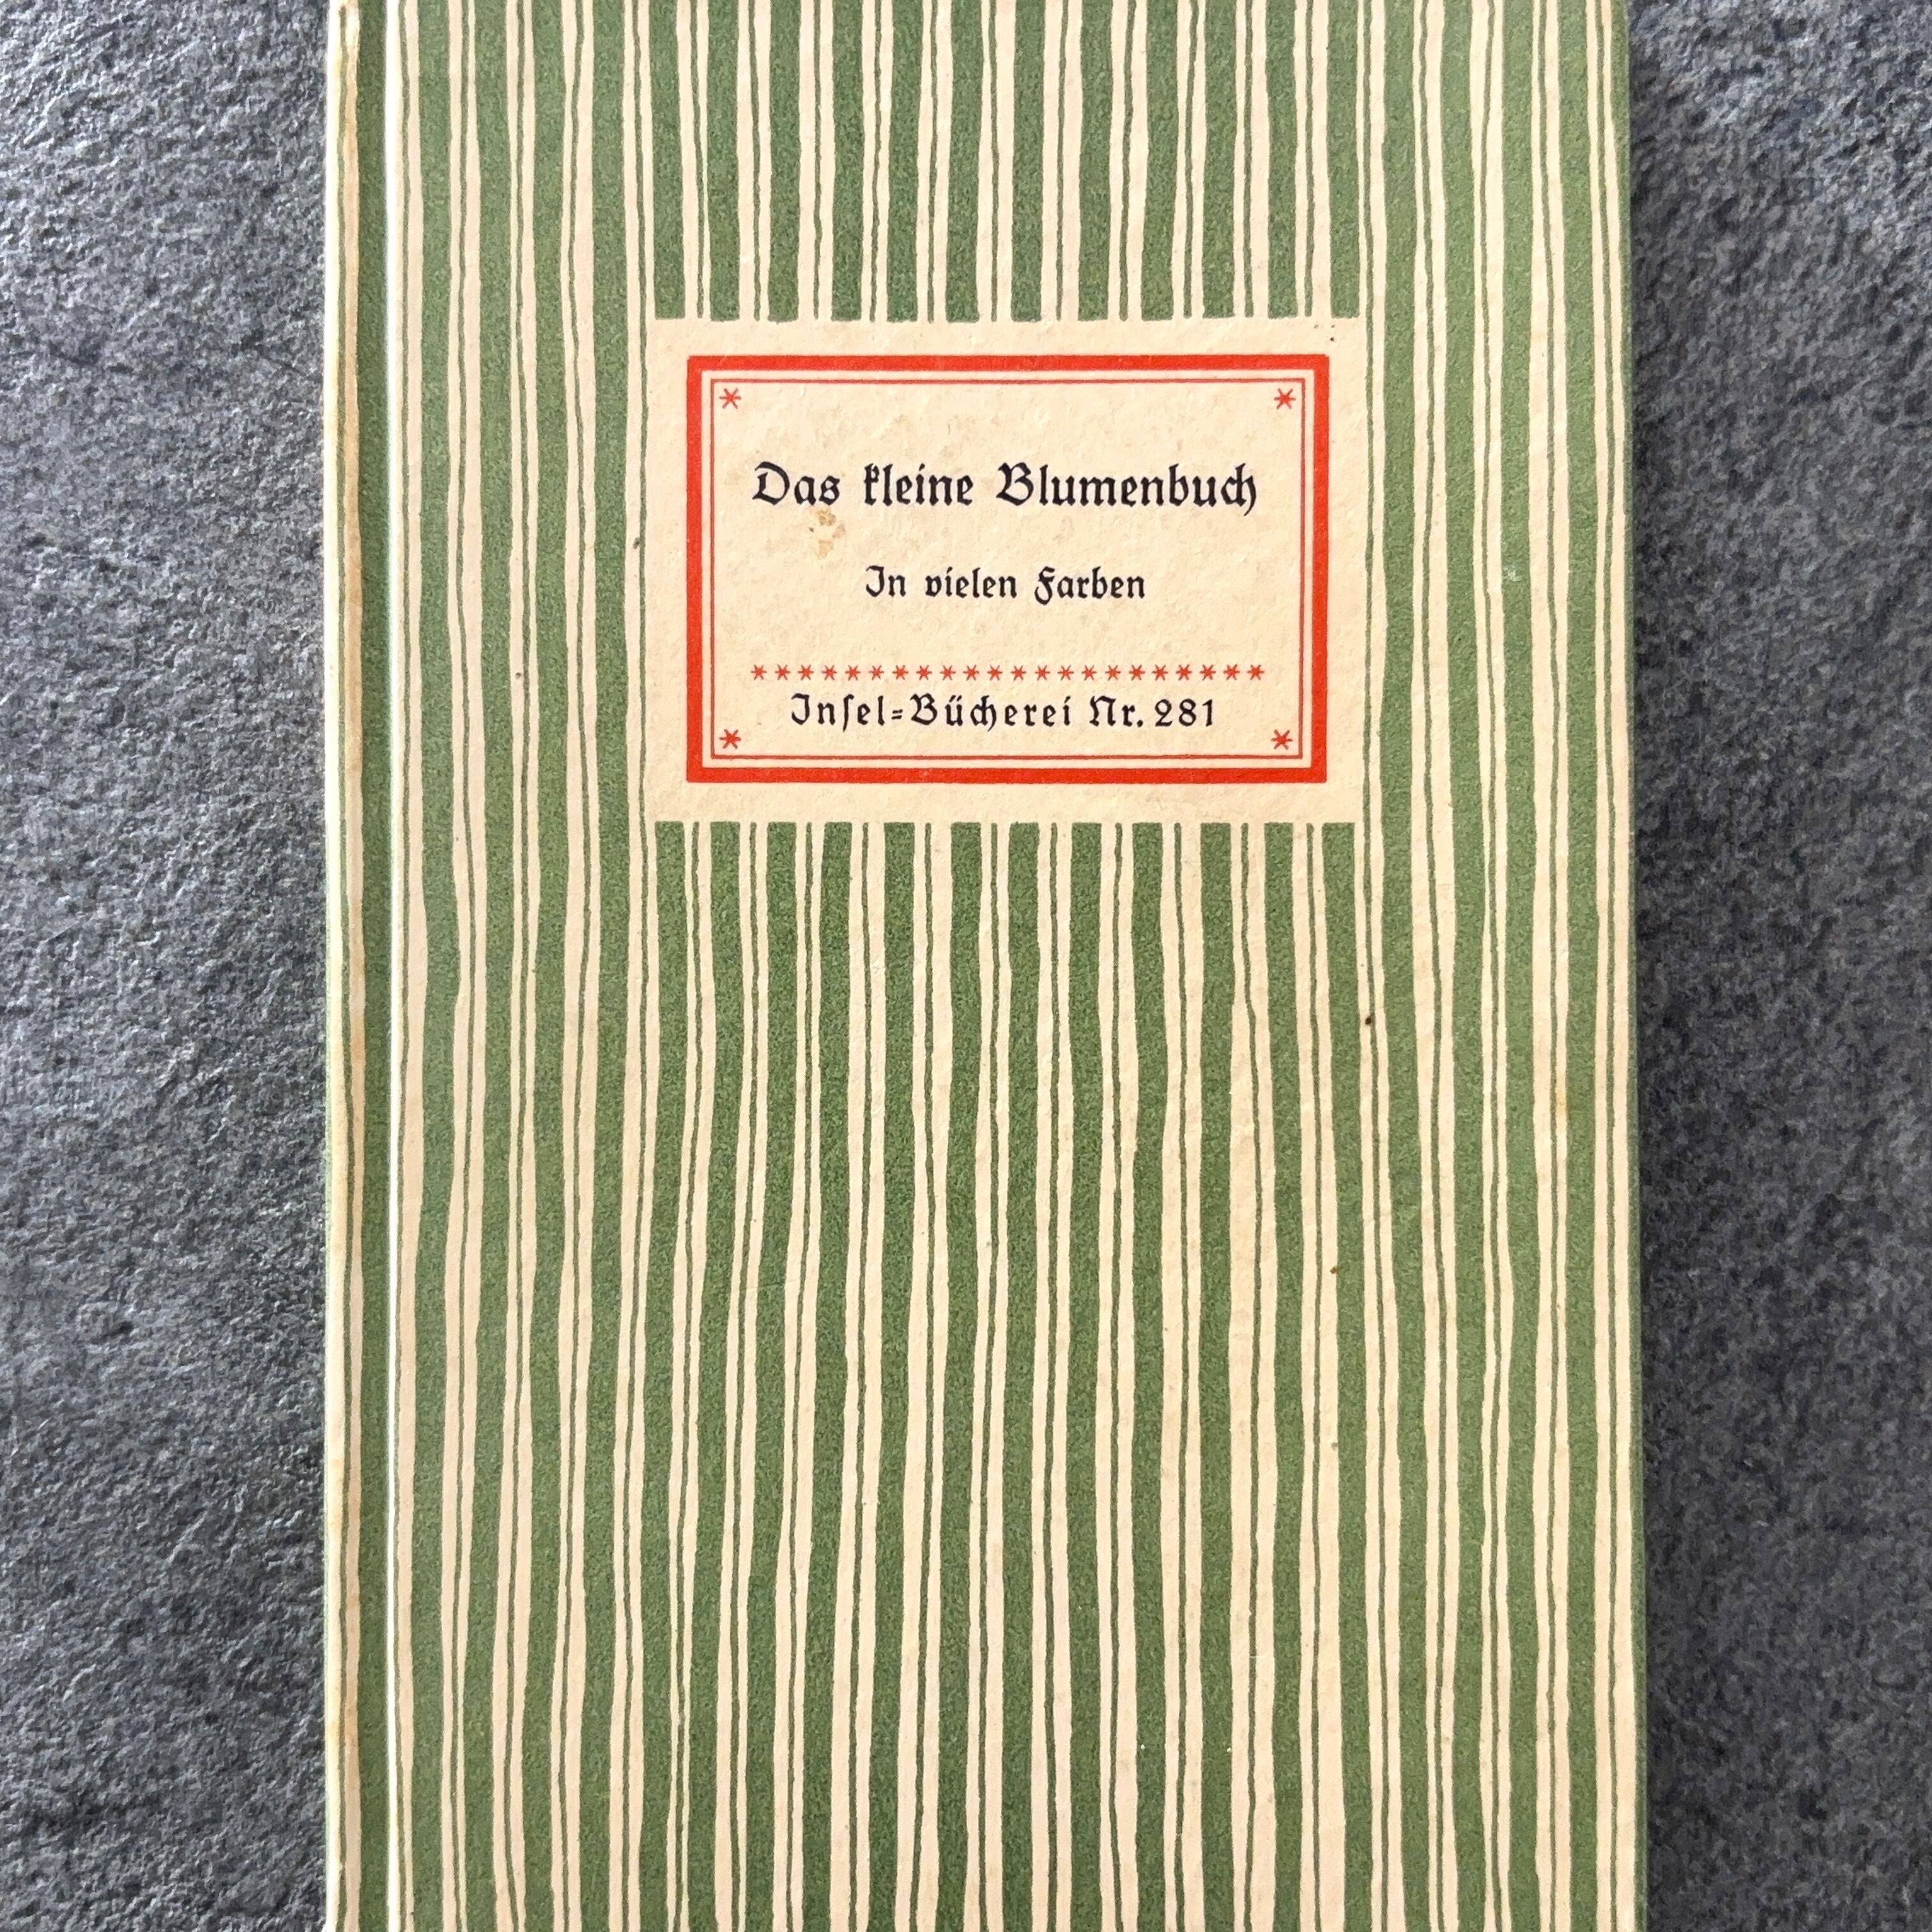 Das kleine Blumenbuch
In vielen Farben
Inſel-Bücherei Nr. 281